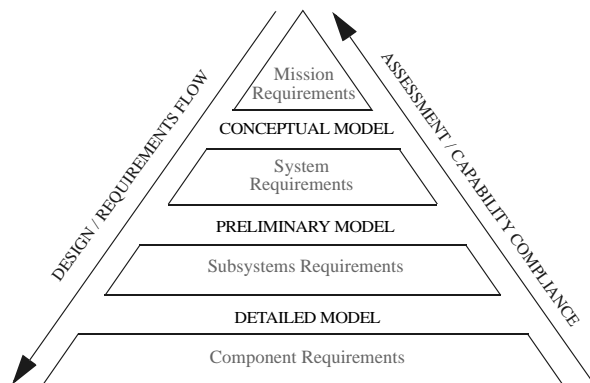 Mission
Requirements
CONCEPTUAL MODEL
System
Requirements
PRELIMINARY MODEL
Subsystems Requirements
DETAILED MODEL
Component Requirements
DESIGN / REQUIREMENTS FLOW
ASSESSMENT / CAPABILITY COMPLIANCE